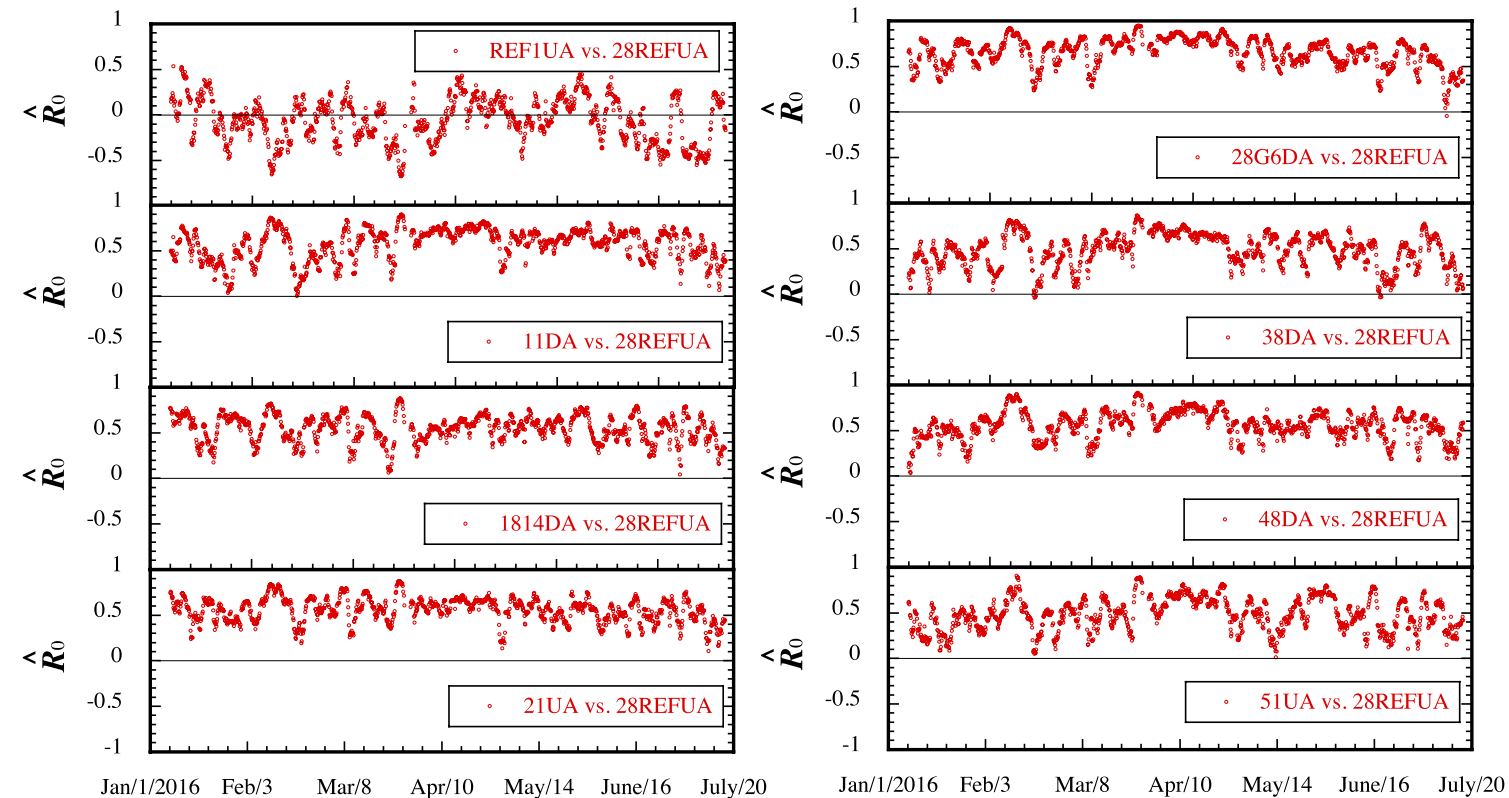 1
0.5
0
-0.5
R̂0
REF1UA vs. 28REFUA
1
0.5
0
-0.5
R̂0
11DA vs. 28REFUA
1
0.5
0
-0.5
R̂0
1814DA vs. 28REFUA
1
0.5
0
-0.5
-1
R̂0
21UA vs. 28REFUA
Jan/1/2016 Feb/3 Mar/8 Apr/10 May/14 June/16 July/20
1
0.5
0
-0.5
R̂0
28G6DA vs. 28REFUA
1
0.5
0
-0.5
R̂0
38DA vs. 28REFUA
1
0.5
0
-0.5
R̂0
48DA vs. 28REFUA
1
0.5
0
-0.5
-1
R̂0
51UA vs. 28REFUA
Jan/1/2016 Feb/3 Mar/8 Apr/10 May/14 June/16 July/20